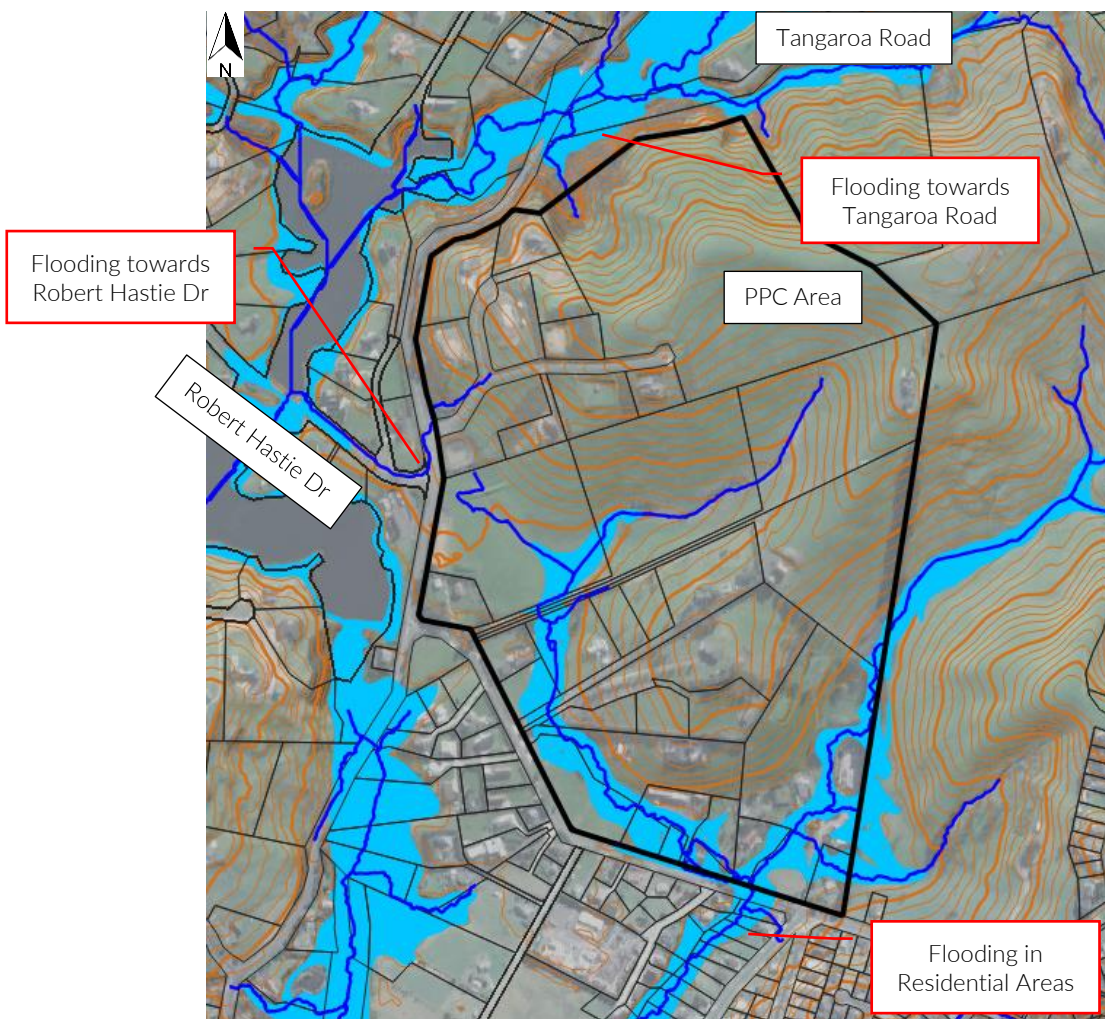 N
Tangaroa Road
Flooding towards
Tangaroa Road
Flooding towards
Robert Hastie Dr
PPC Area
Robert Hastie Dr
Flooding in
Residential Areas